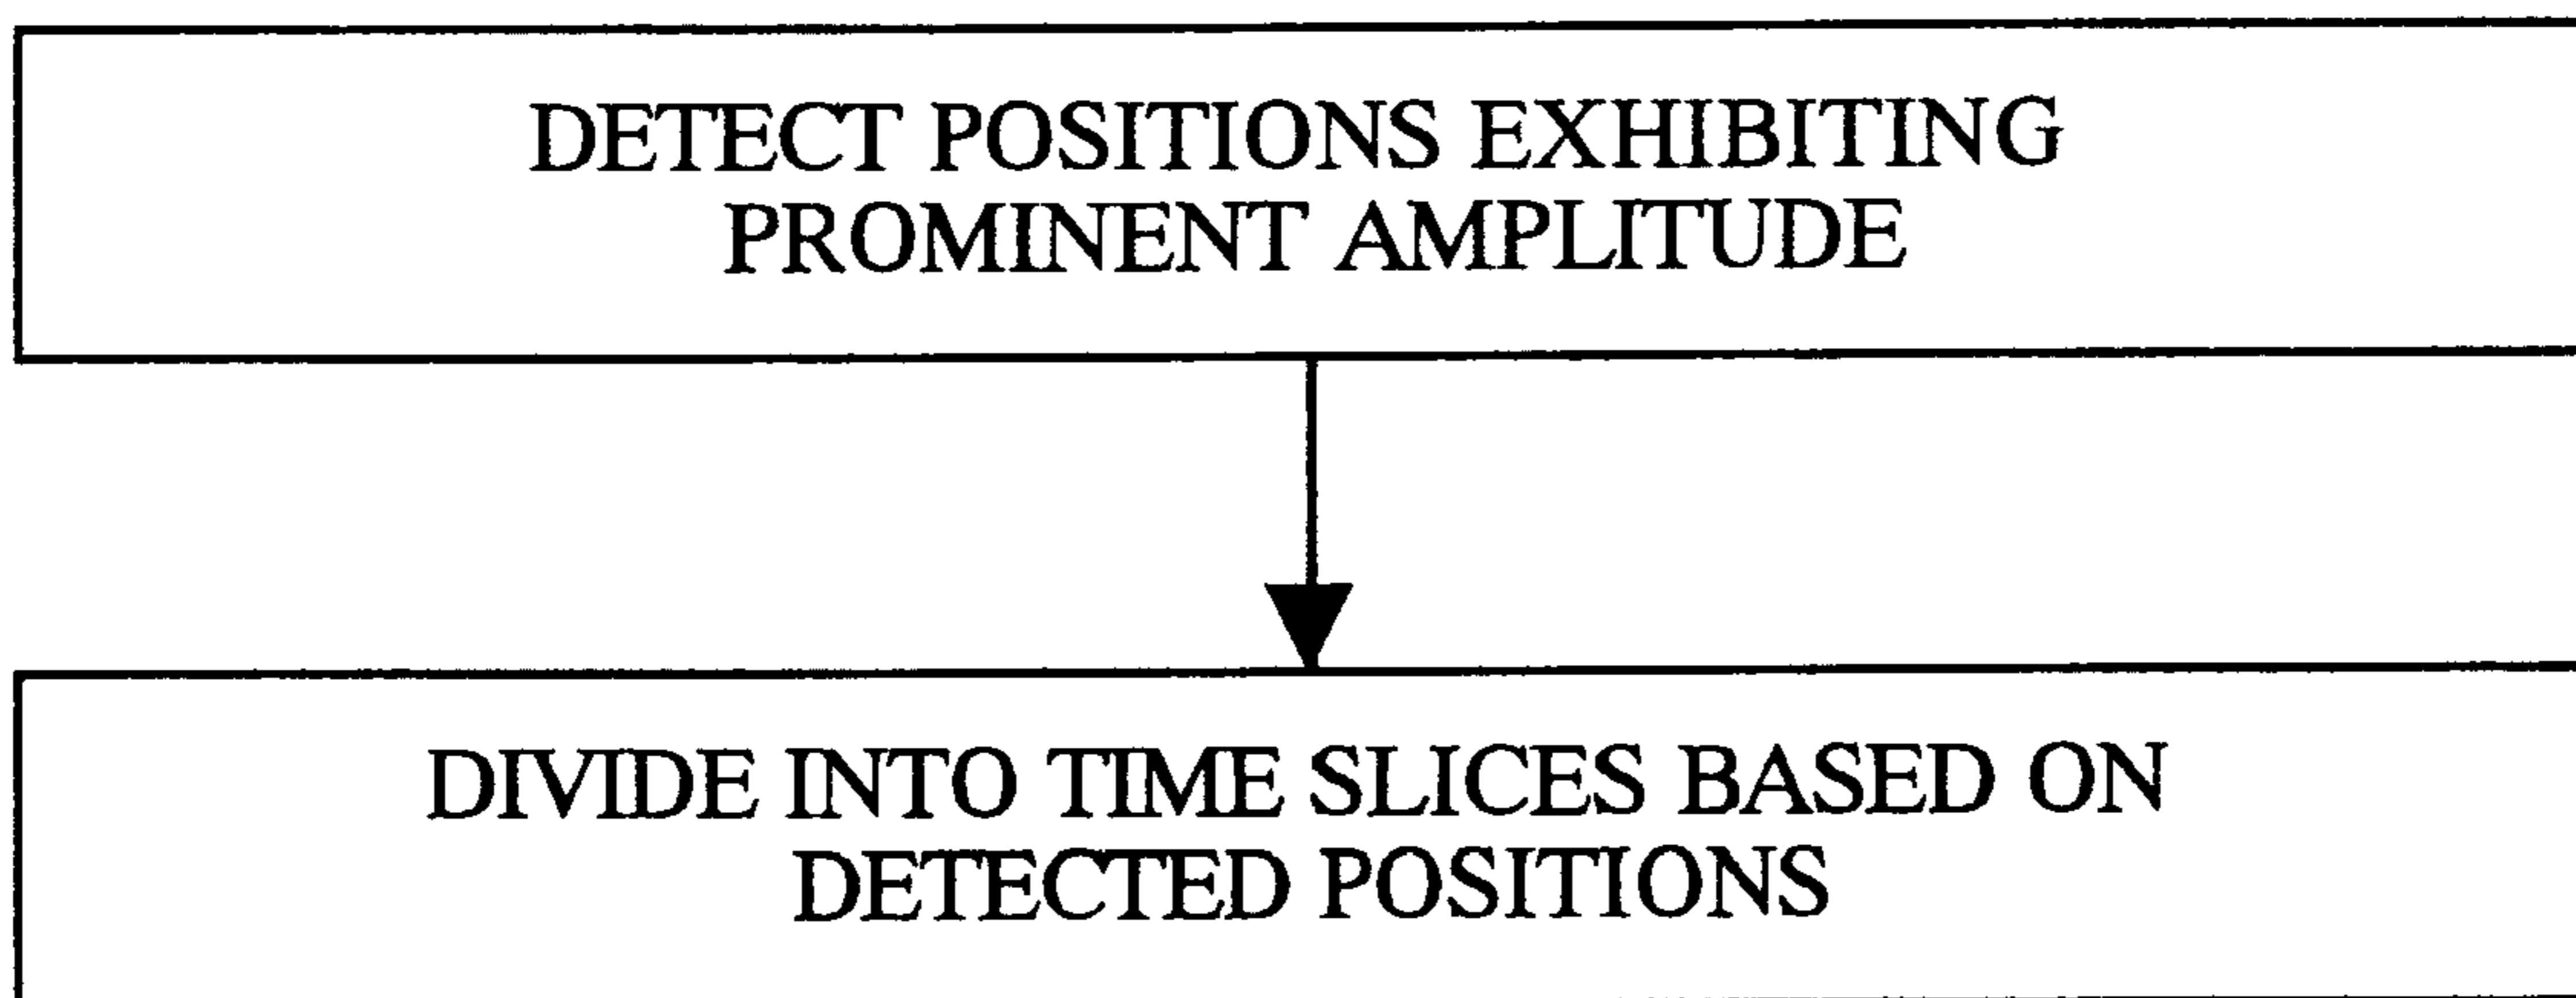 DETECT POSITIONS EXHIBITING
PROMINENT AMPLITUDE
DIVIDE INTO TIME SLICES BASED ON
DETECTED POSITIONS